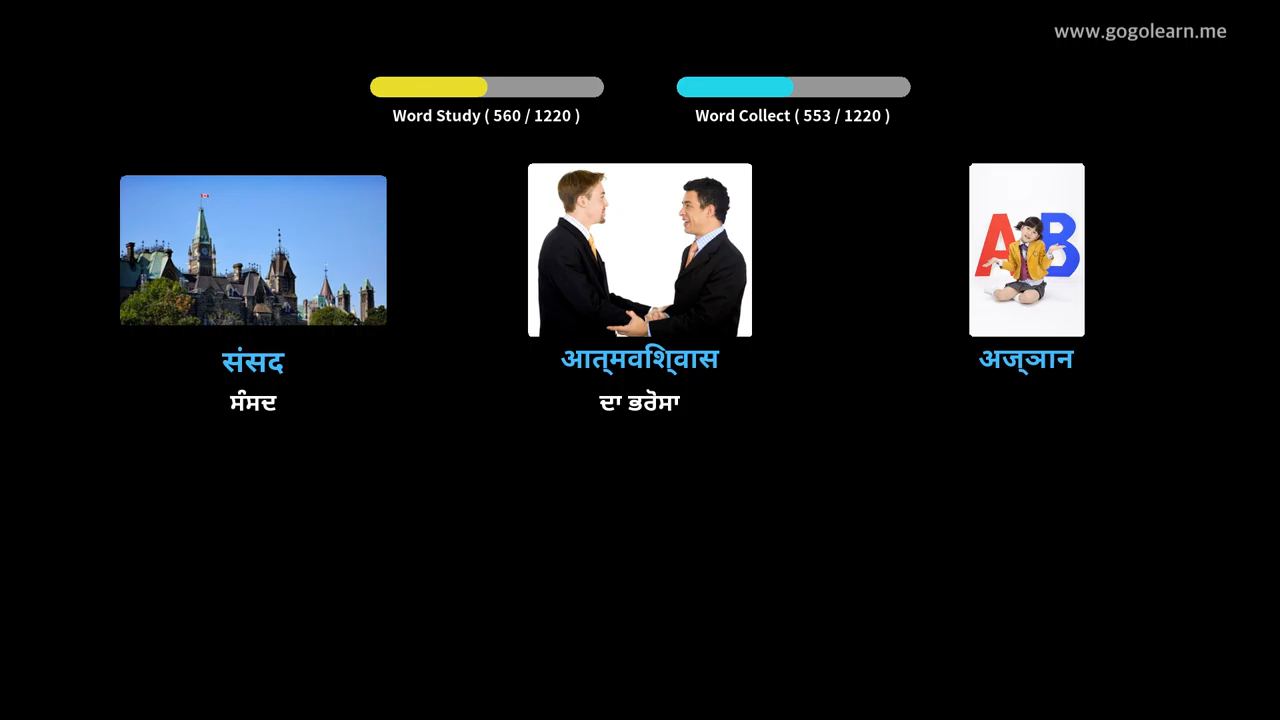 www.gogolearn.me
Word Study ( 560 / 1220 )
Word Collect ( 553 / 1220 )
संसद
आत्मविश्वास
अज्ञान
ਸੰਸਦ
ਦਾ ਭਰੋਸਾ